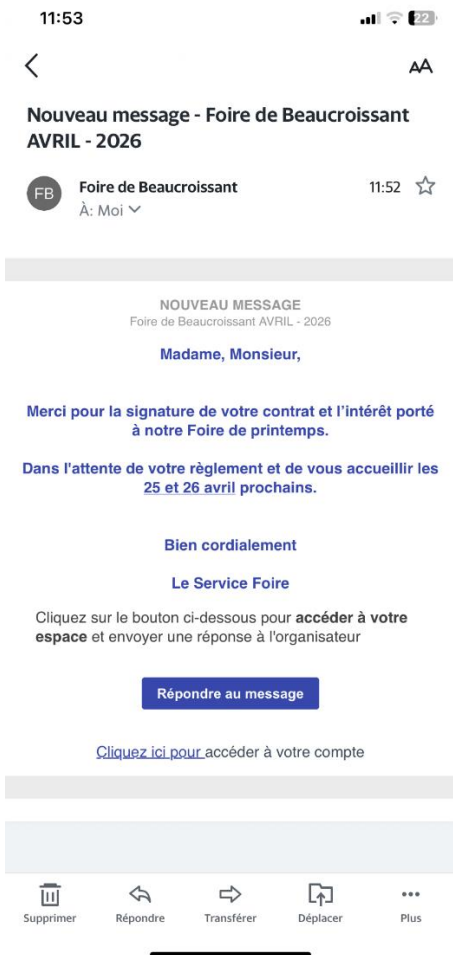 11:53
22
AA
Nouveau message - Foire de Beaucroissant
AVRIL - 2026
FB
Foire de Beaucroissant
11:52
À: Moi
NOUVEAU MESSAGE
Foire de Beaucroissant AVRIL - 2026
Madame, Monsieur,
Merci pour la signature de votre contrat et l'intérêt porté
à notre Foire de printemps.
Dans l'attente de votre règlement et de vous accueillir les
25 et 26 avril prochains.
Bien cordialement
Le Service Foire
Cliquez sur le bouton ci-dessous pour accéder à votre
espace et envoyer une réponse à l'organisateur
Répondre au message
Cliquez ici pour accéder à votre compte
Supprimer
Répondre
Transférer
Déplacer
Plus